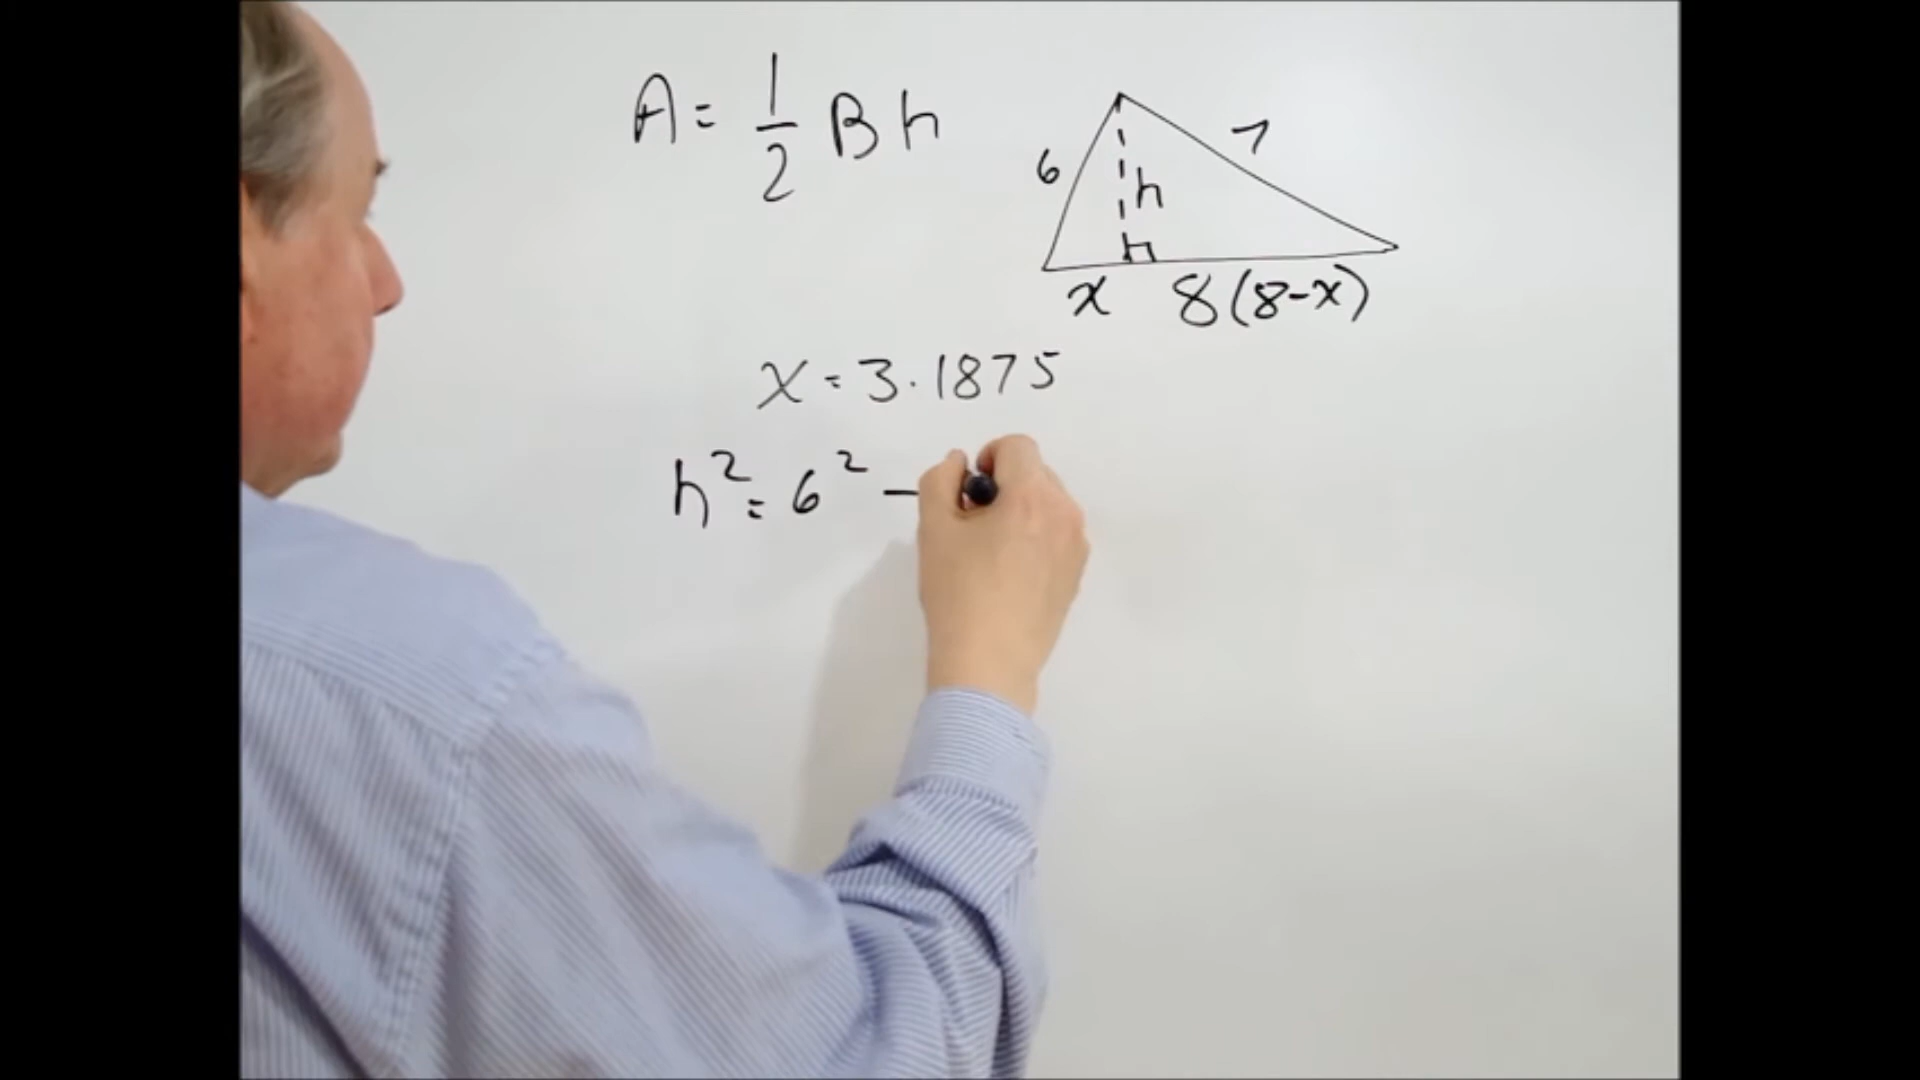 A = 1/2 B h
6
7
h
x 8 (8-x)
x = 3.1875
h² = 6² -